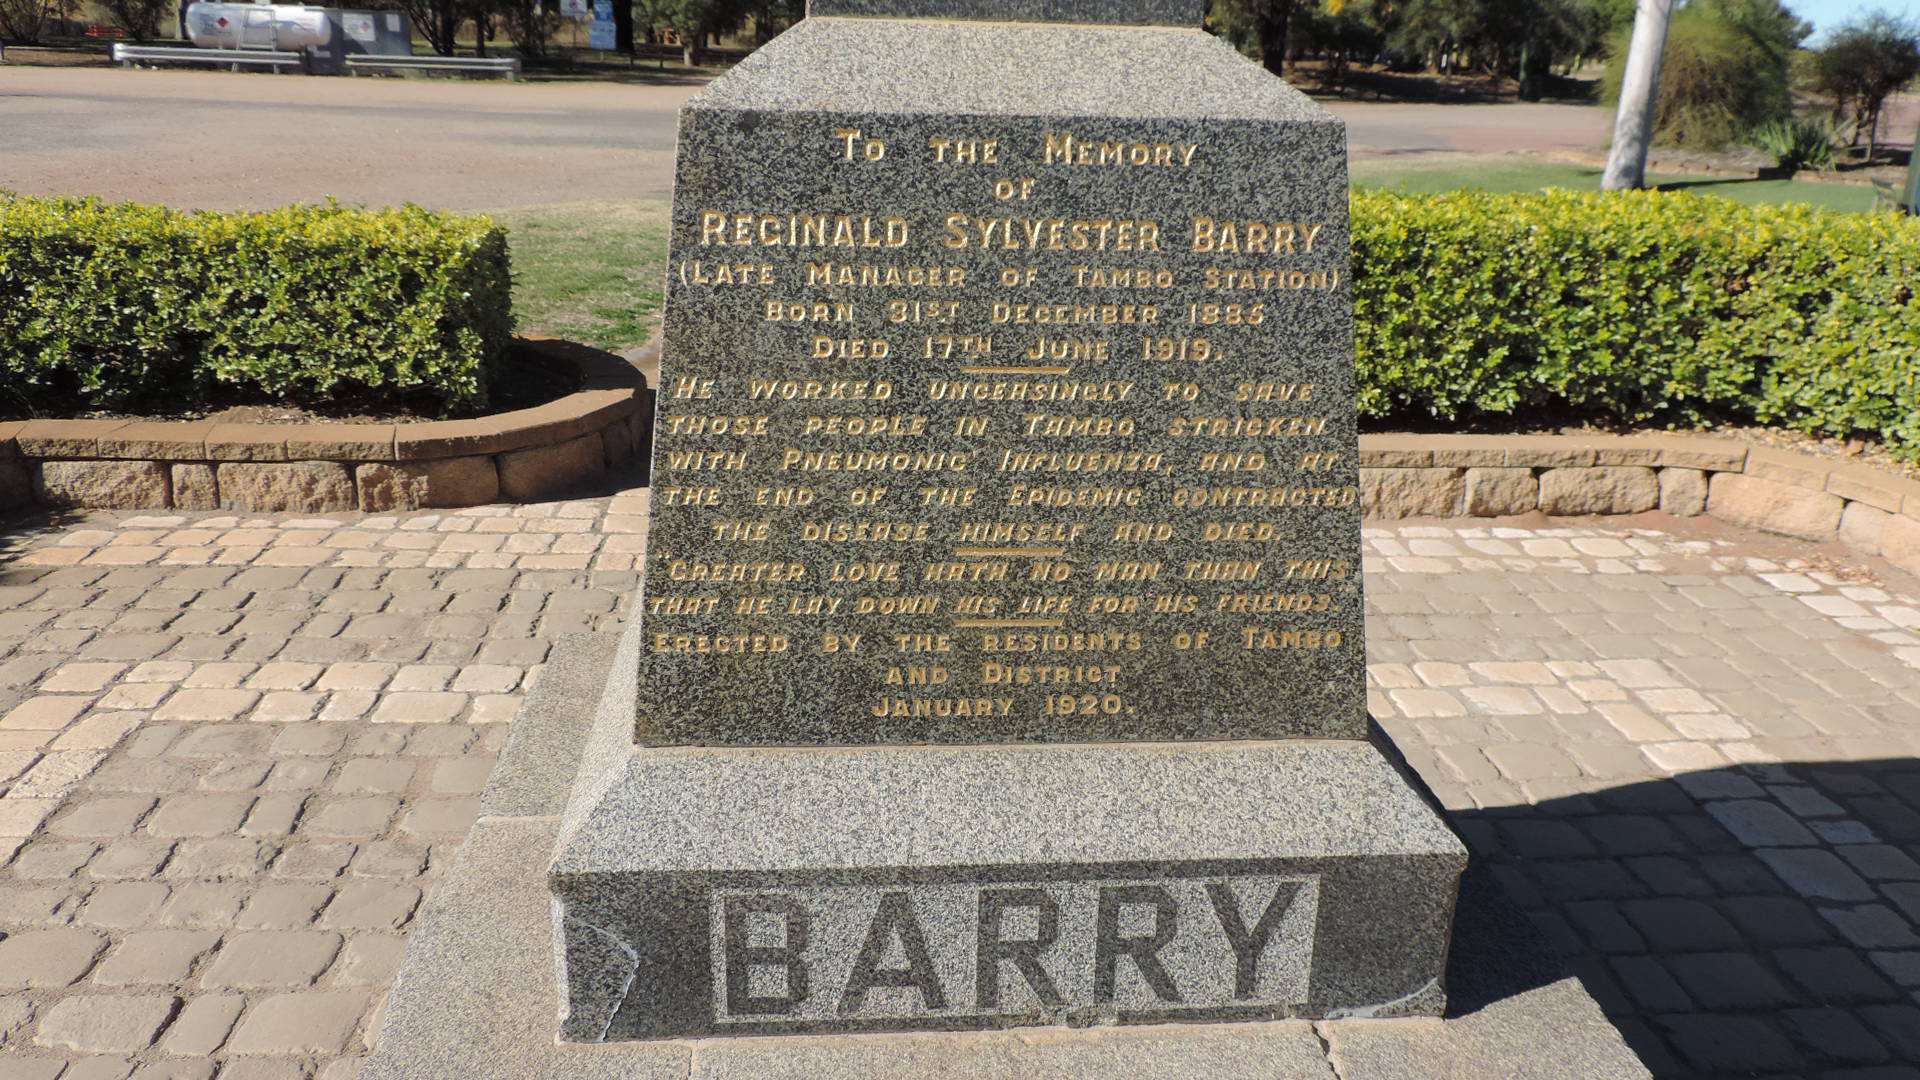 To the Memory
of
Reginald Sylvester Barry
(Late Manager of Tambo Station)
Born 31st December 1885
Died 17th June 1919.
He worked unceasingly to save
those people in Tambo stricken
with Pneumonic Influenza, and at
the end of the Epidemic contracted
the disease himself and died.
"Greater love hath no man than this
that he lay down his life for his friends.
Erected by the residents of Tambo
and District
January 1920.
BARRY